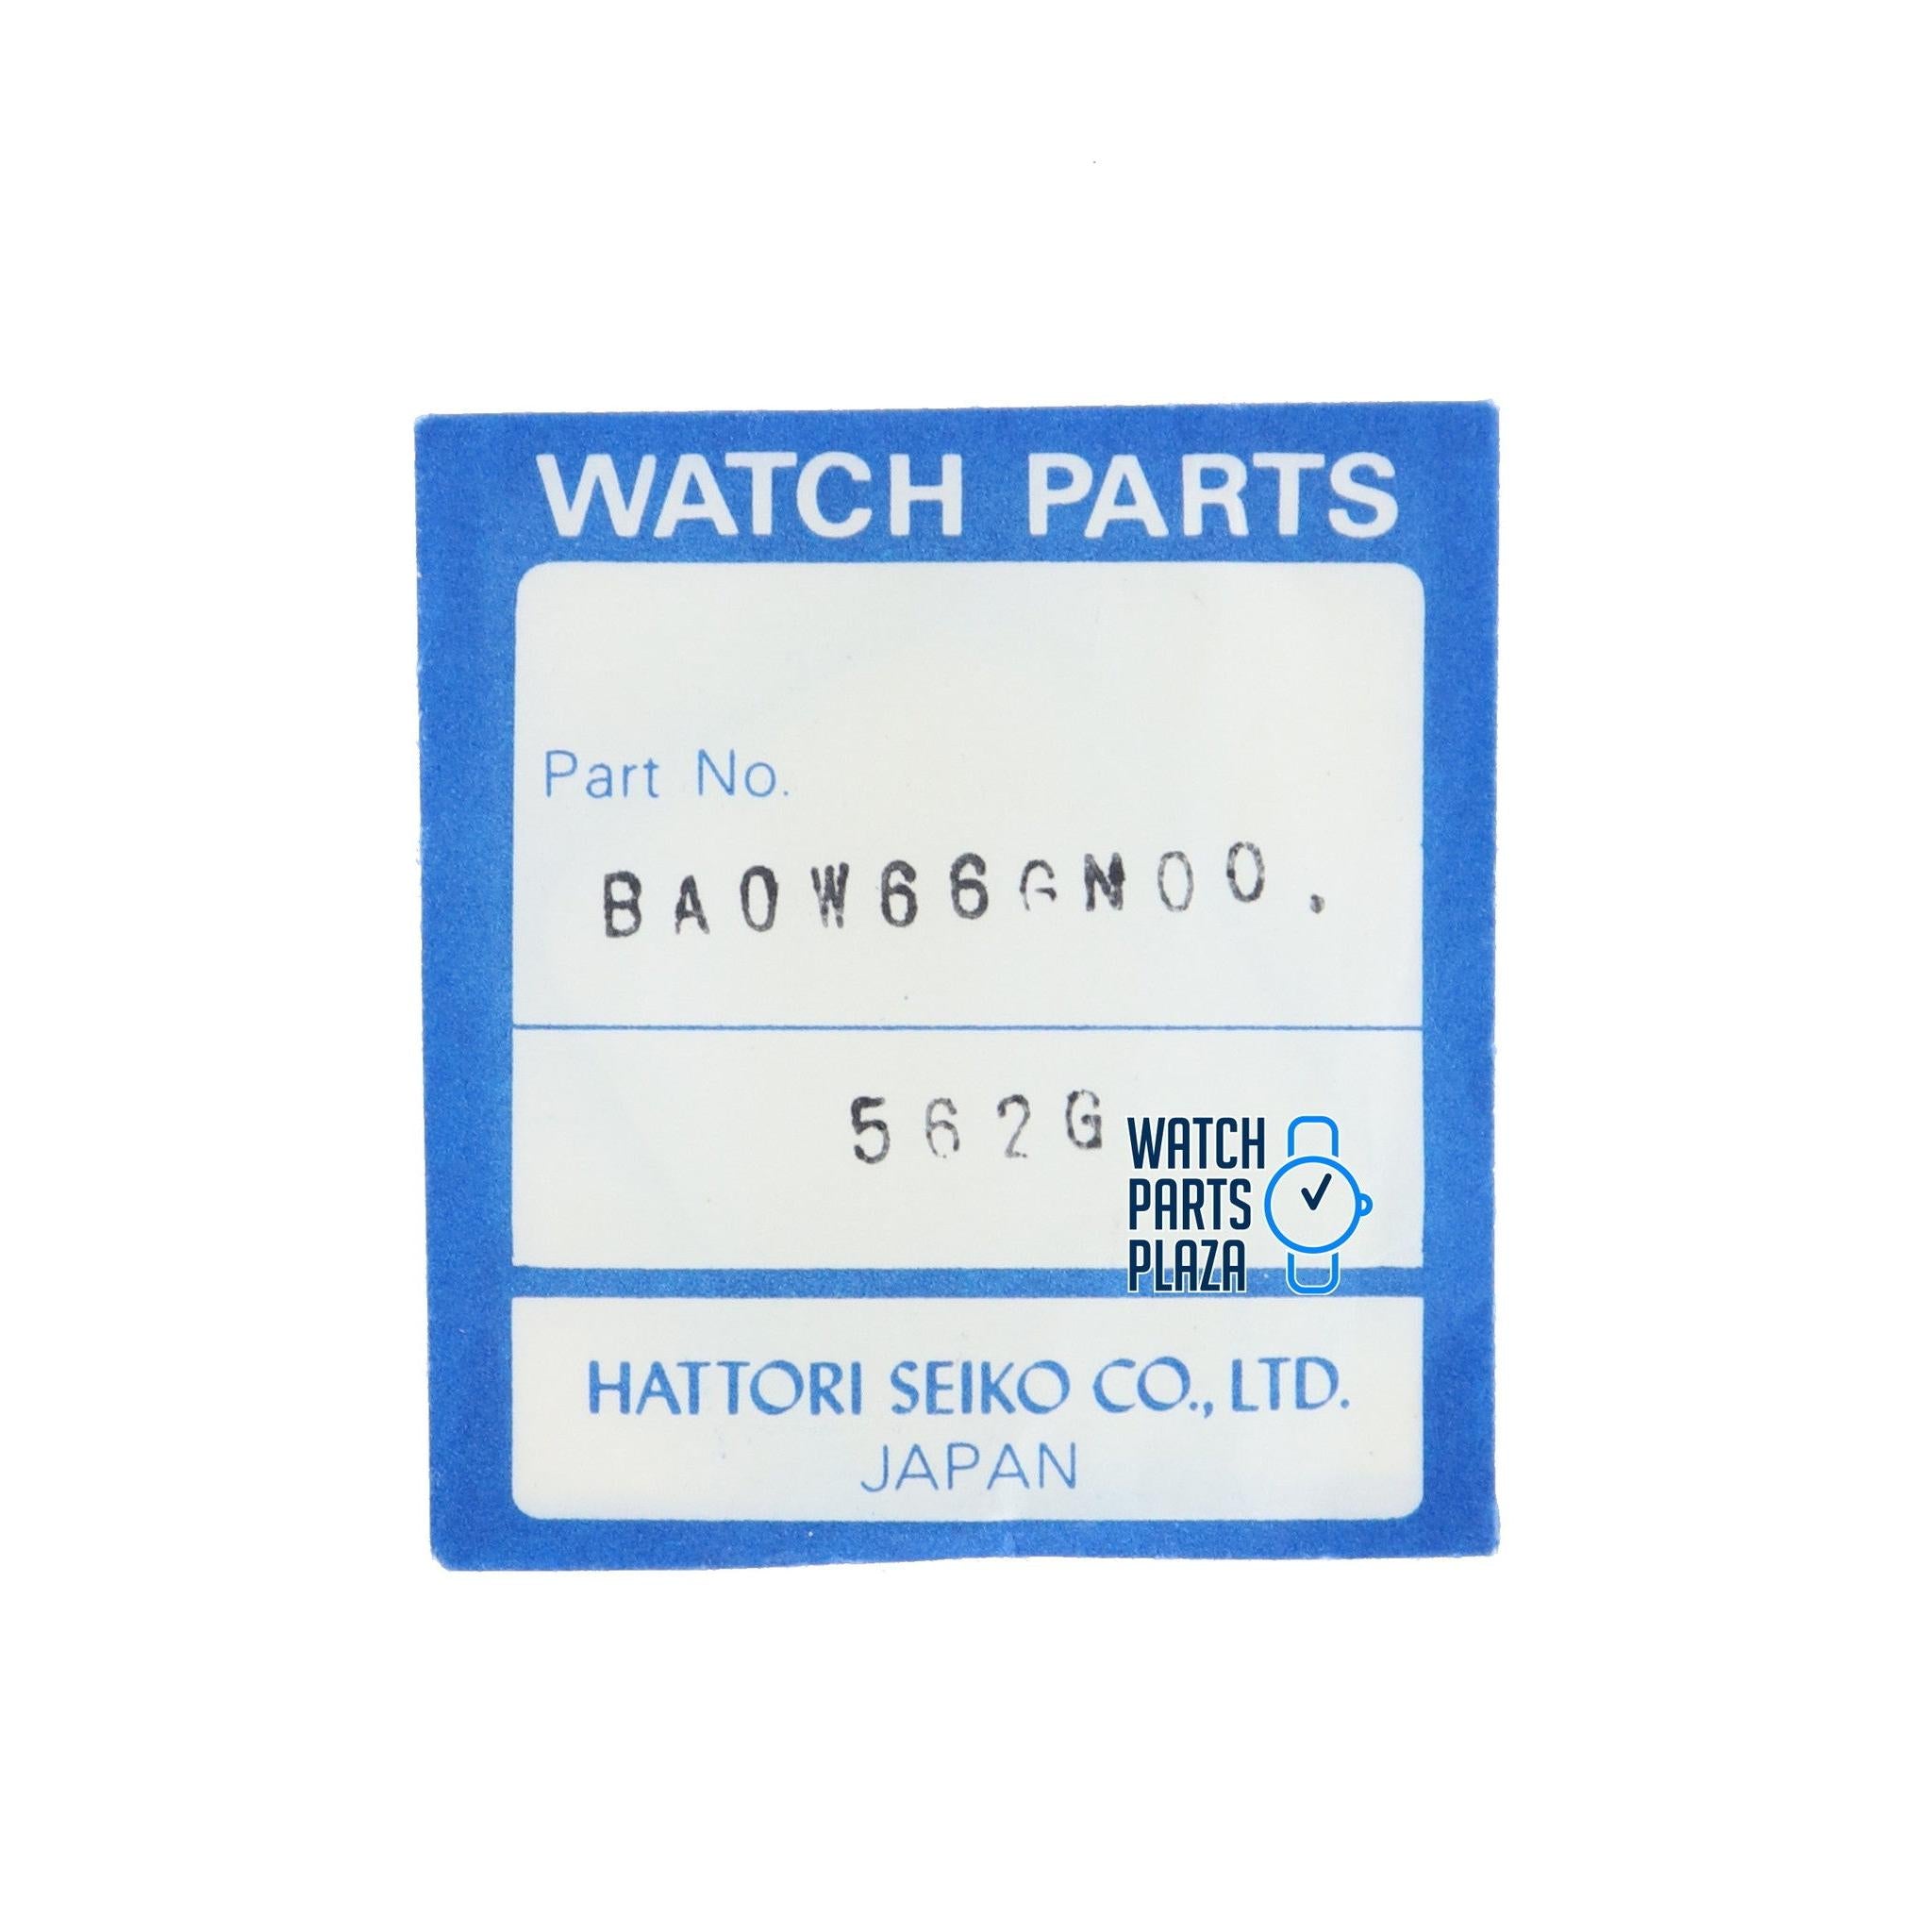 WATCH PARTS
Part No.
BA0W66GN00.
562G
WATCH
PARTS
PLAZA
HATTORI SEIKO CO., LTD.
JAPAN